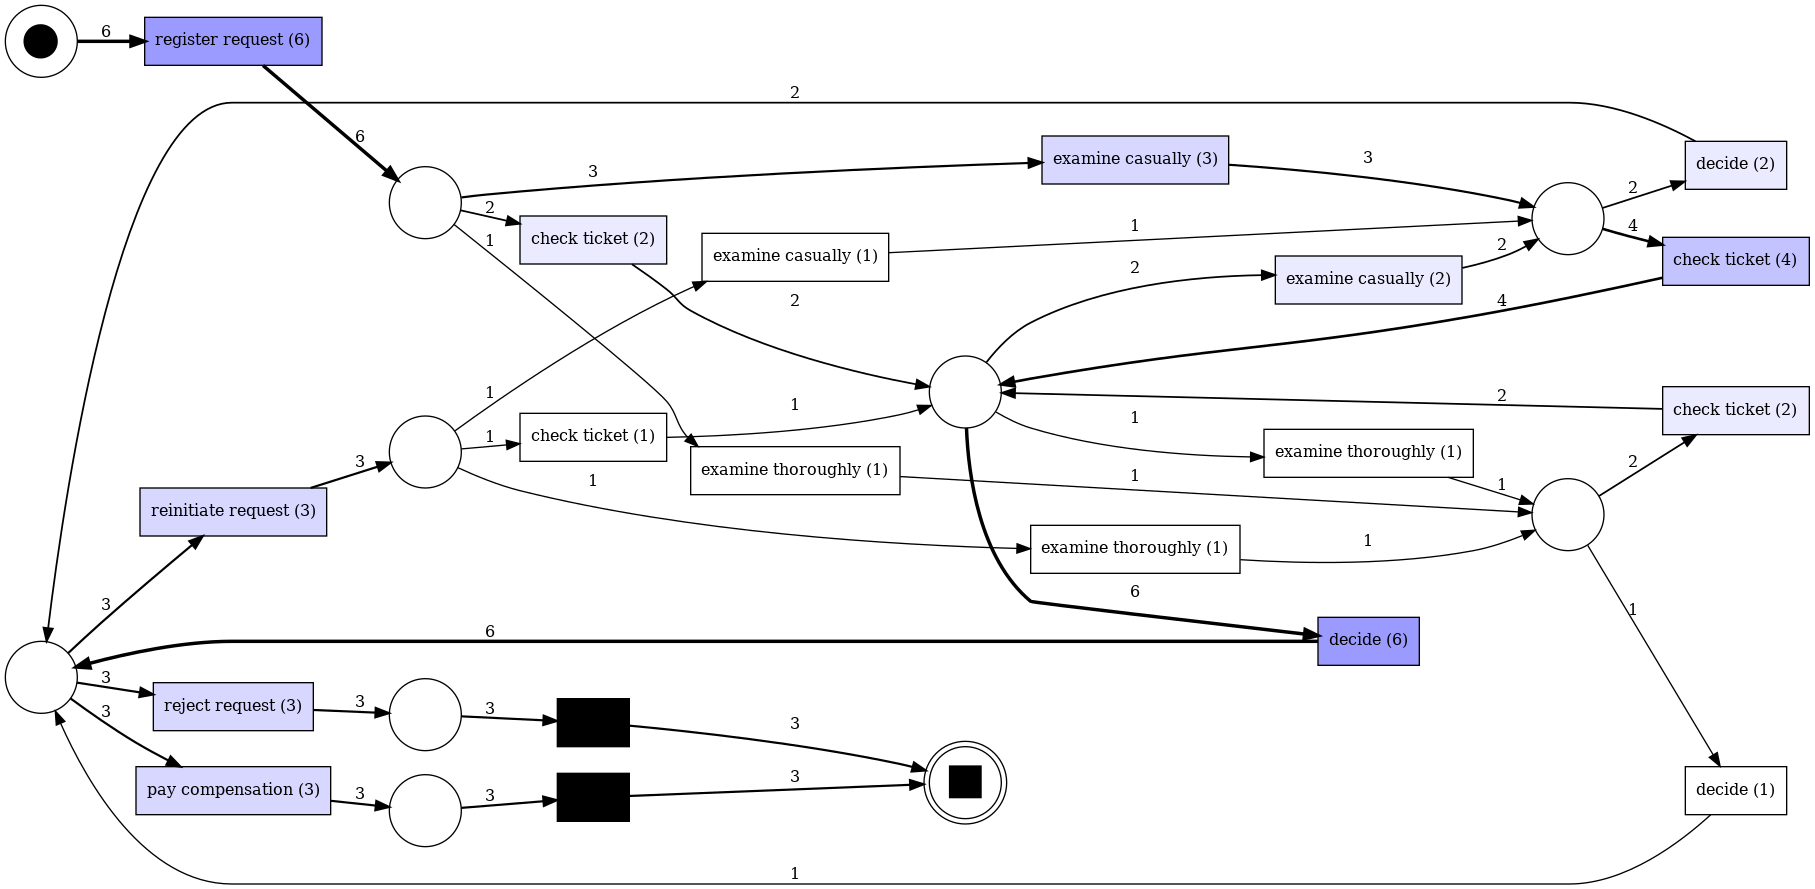 6
register request (6)
6
2
3
examine casually (3)
3
2
decide (2)
2
check ticket (2)
1
1
examine casually (1)
1
2
examine casually (2)
2
4
check ticket (4)
4
2
1
1
check ticket (1)
1
1
examine thoroughly (1)
1
1
examine thoroughly (1)
1
2
check ticket (2)
2
3
reinitiate request (3)
3
1
examine thoroughly (1)
1
3
6
6
decide (6)
1
3
reject request (3)
3
3
3
3
pay compensation (3)
3
3
3
decide (1)
1